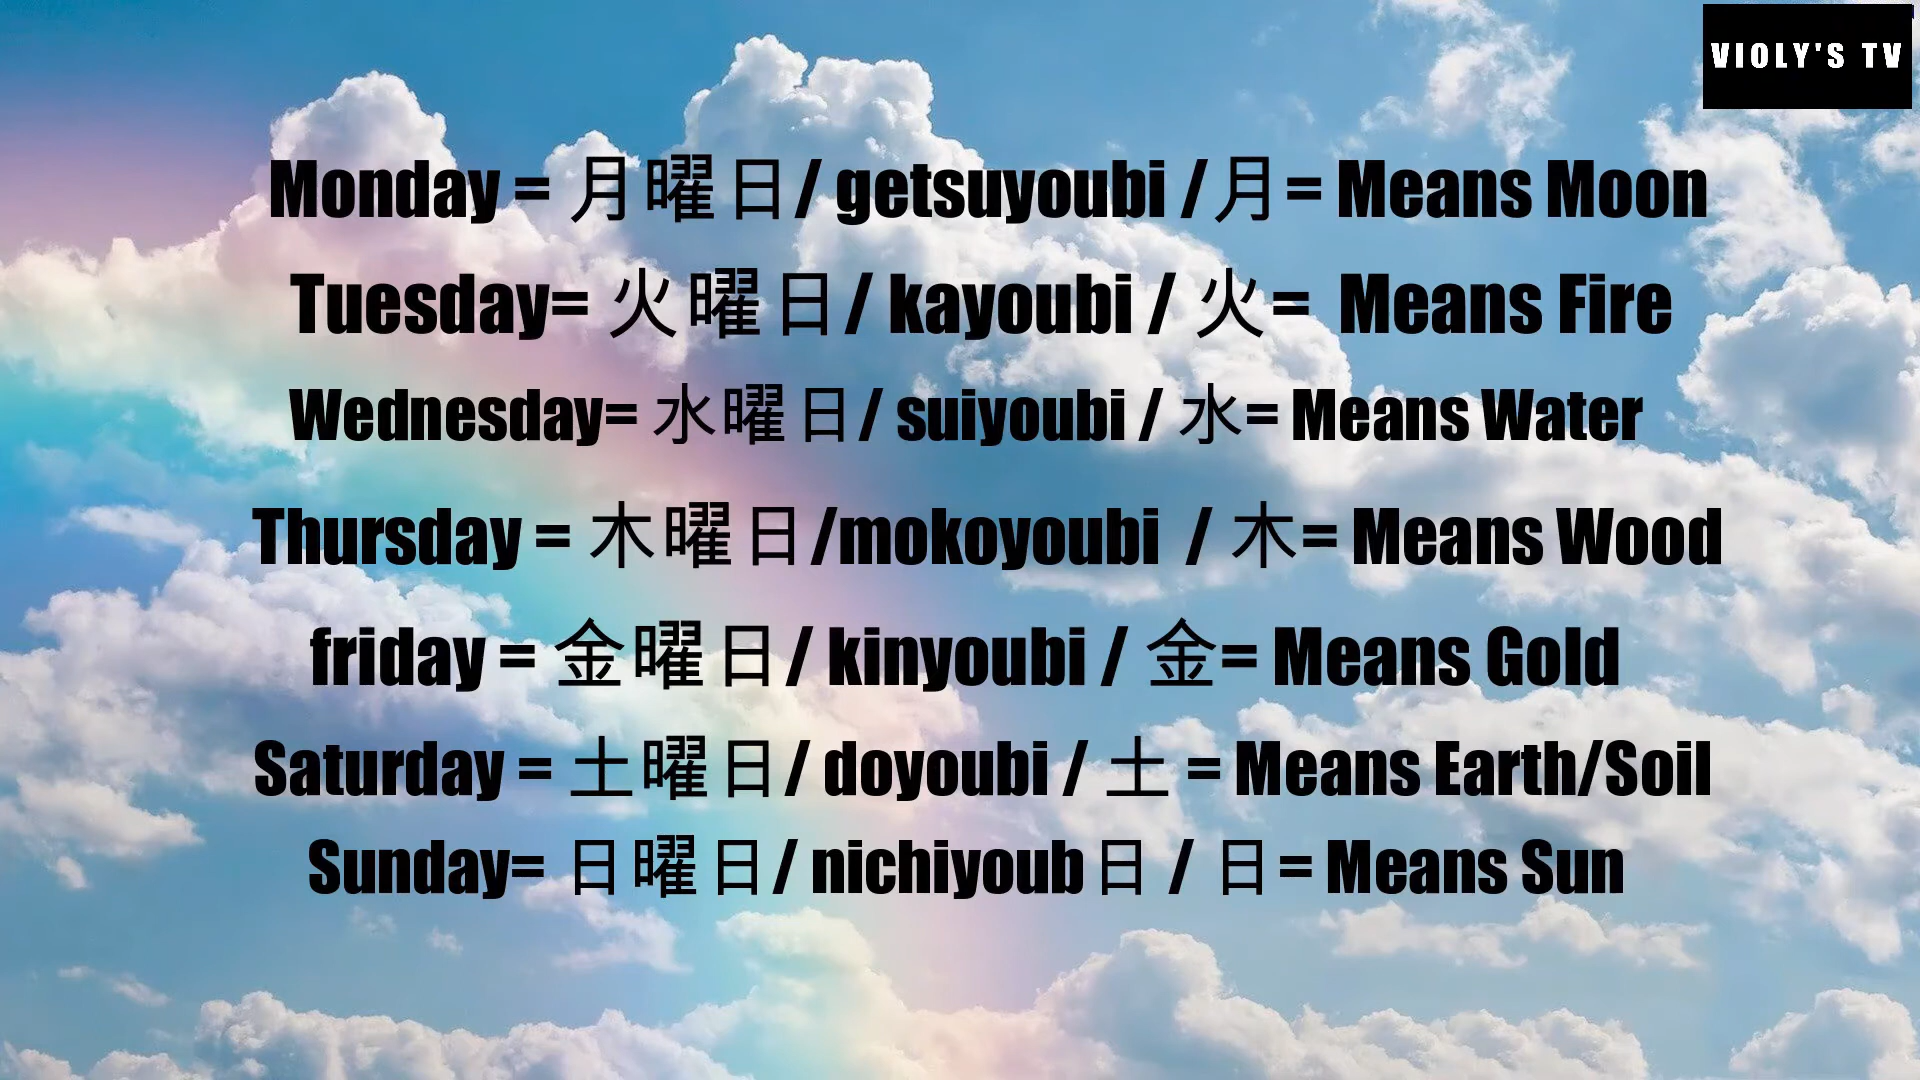 VIOLY'S TV
Monday = 月曜日/ getsuyoubi /月= Means Moon
Tuesday= 火曜日/ kayoubi / 火= Means Fire
Wednesday= 水曜日/ suiyoubi / 水= Means Water
Thursday = 木曜日/mokoyoubi / 木= Means Wood
friday = 金曜日/ kinyoubi / 金= Means Gold
Saturday = 土曜日/ doyoubi / 土 = Means Earth/Soil
Sunday= 日曜日/ nichiyoub日 / 日= Means Sun